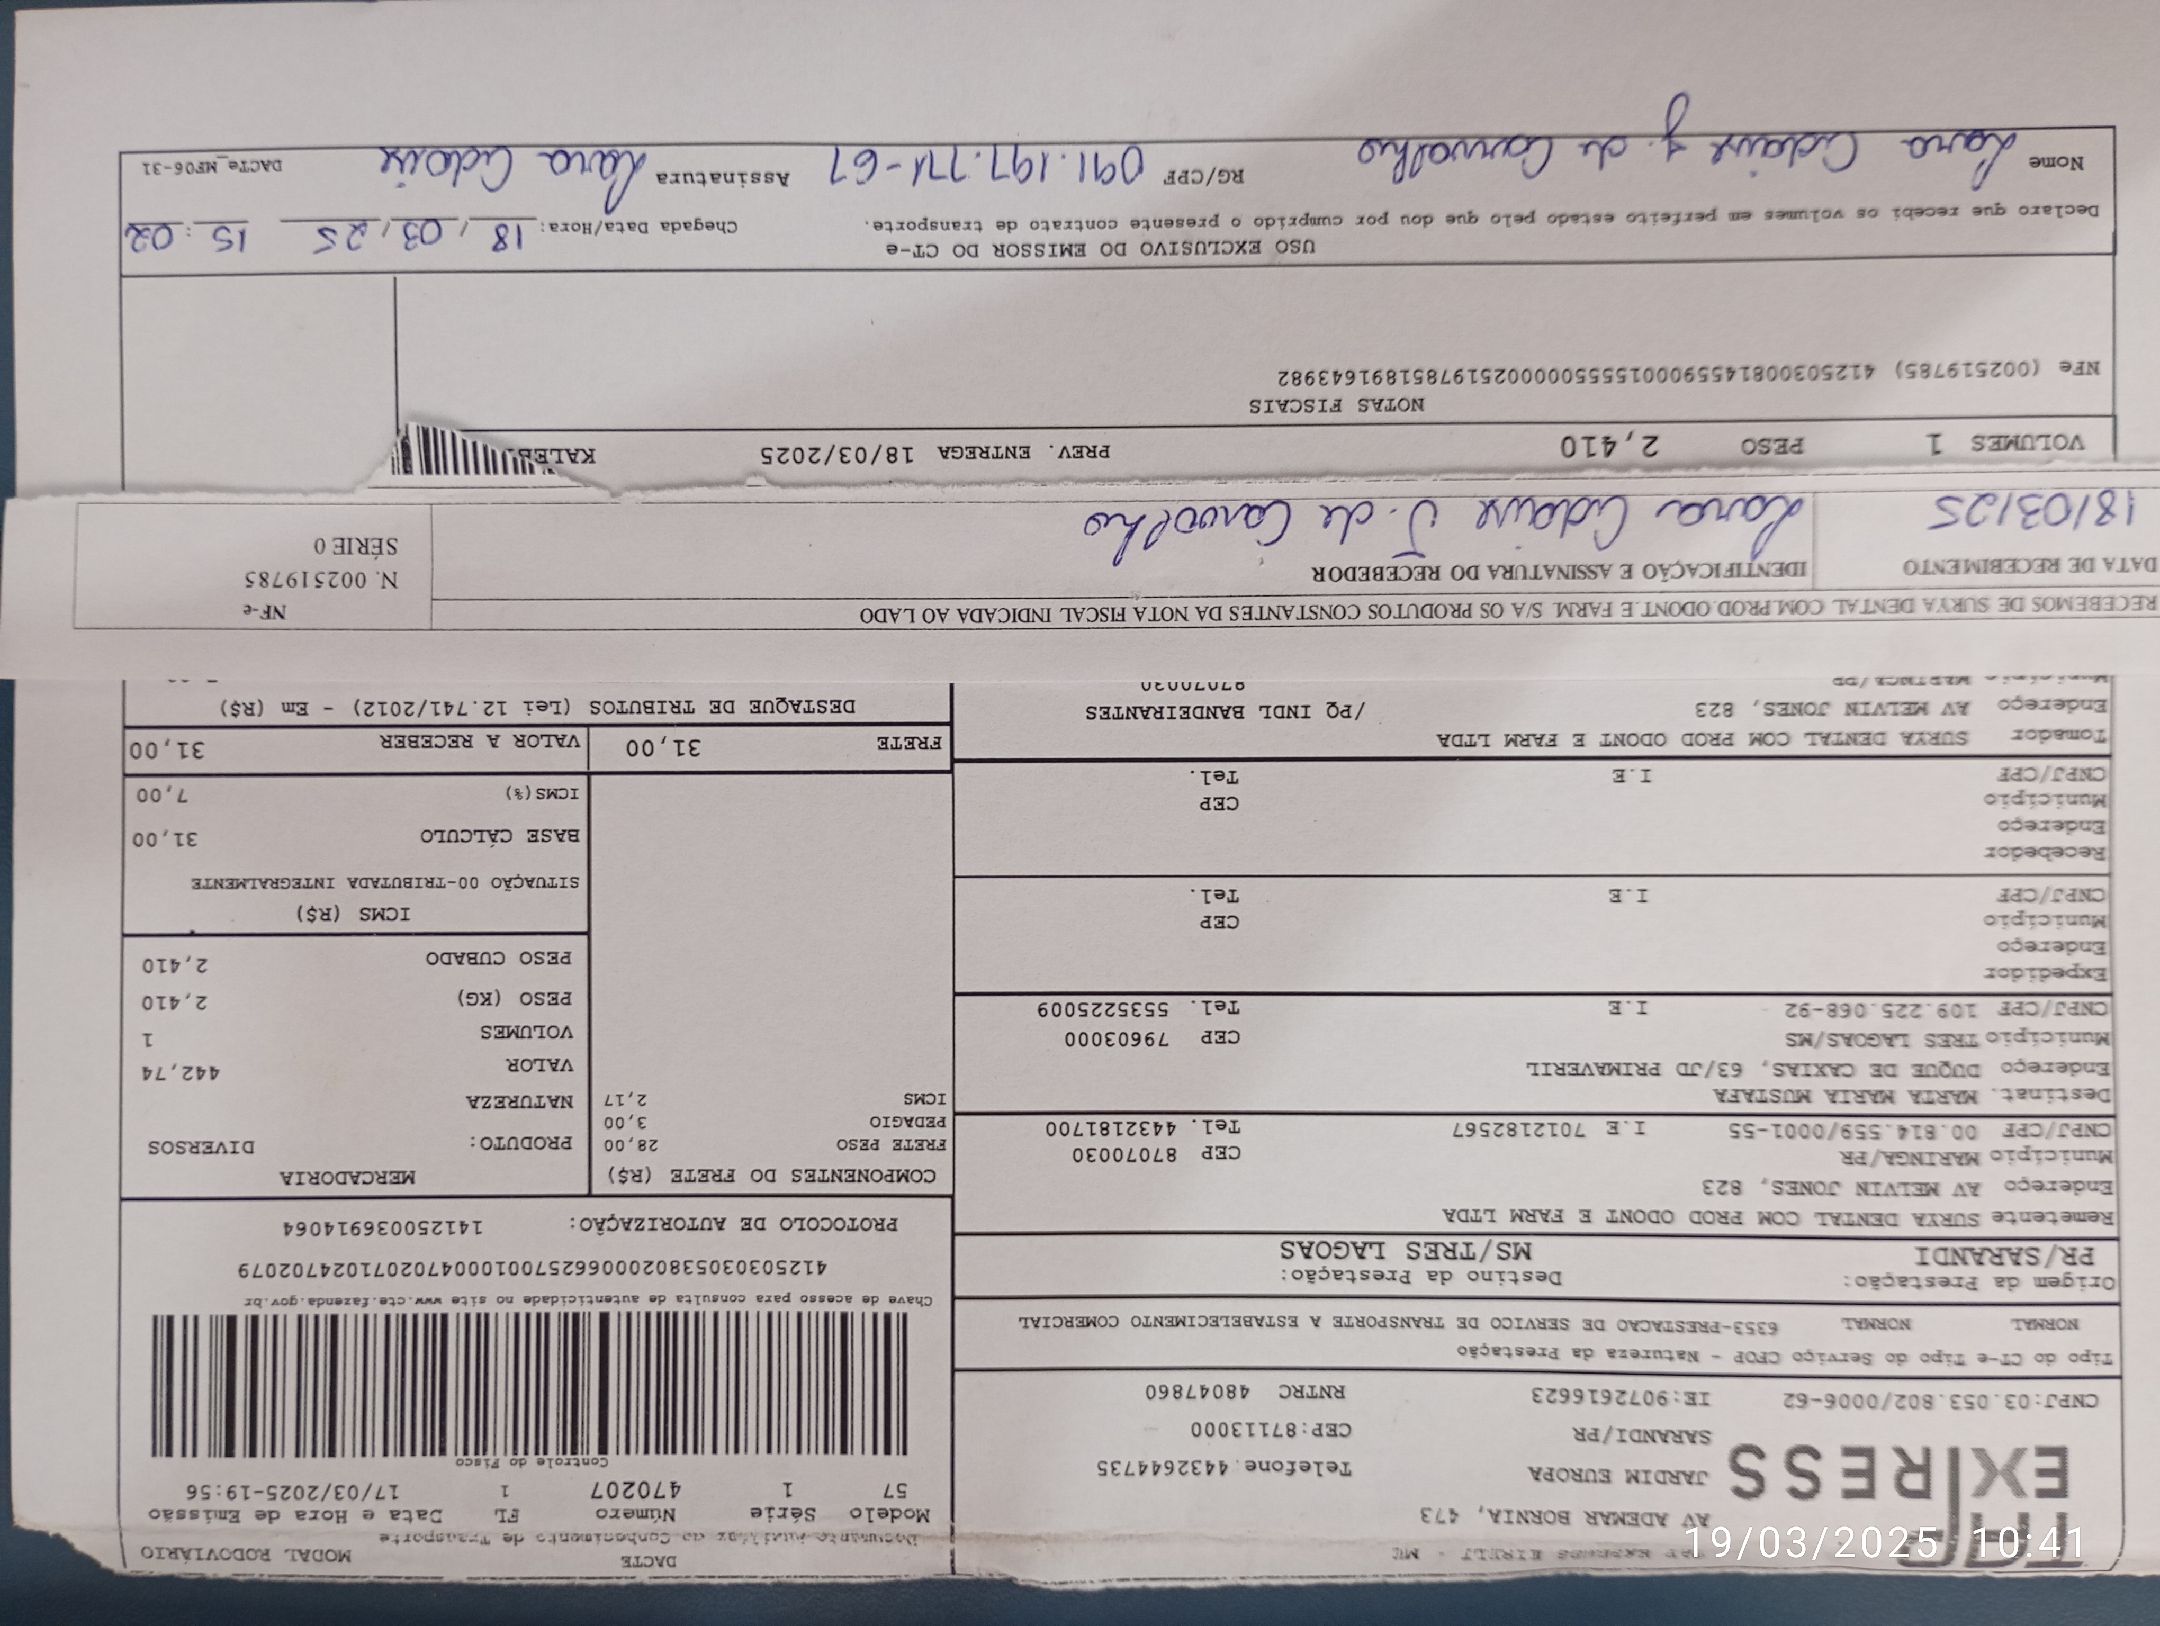 DACTE
MODAL RODOVIÁRIO
Documento Auxiliar do Conhecimento de Transporte
EXPRESS
AV ADEMAR BORNIA, 473
JARDIM EUROPA
Telefone:4432644735
SARANDI/PR
CEP:87113000
CNPJ:03.053.802/0006-62 IE:9072616623 RNTRC 48047860
Modelo Série Número FL Data e Hora de Emissão
57 1 470207 1 17/03/2025-19:56
Controle do Fisco
Tipo do CT-e Tipo do Serviço CFOP - Natureza da Prestação
NORMAL NORMAL 6353-PRESTACAO DE SERVICO DE TRANSPORTE A ESTABELECIMENTO COMERCIAL
Chave de acesso para consulta de autenticidade no site www.cte.fazenda.gov.br
41250303053802000662570010004702071024702079
Origem da Prestação: Destino da Prestação:
PR/SARANDI MS/TRES LAGOAS
PROTOCOLO DE AUTORIZAÇÃO: 141250036914064
Remetente SURYA DENTAL COM PROD ODONT E FARM LTDA
Endereço AV MELVIN JONES, 823
Município MARINGA/PR CEP 87070030
CNPJ/CPF 00.814.559/0001-55 I.E 7012182567 Tel. 4432181700
Destinat. MARTA MARIA MUSTAFA
Endereço DUQUE DE CAXIAS, 63/JD PRIMAVERIL
Município TRES LAGOAS/MS CEP 79603000
CNPJ/CPF 109.225.068-92 I.E Tel. 5535225009
Expedidor
Endereço
Município CEP
CNPJ/CPF I.E Tel.
Recebedor
Endereço
Município CEP
CNPJ/CPF I.E Tel.
Tomador SURYA DENTAL COM PROD ODONT E FARM LTDA
Endereço AV MELVIN JONES, 823 /PQ INDL BANDEIRANTES
Município MARINGA/PR 87070030
COMPONENTES DO FRETE (R$)
FRETE PESO 28,00
PEDAGIO 3,00
ICMS 2,17
MERCADORIA
PRODUTO: DIVERSOS
NATUREZA
VALOR 442,74
VOLUMES 1
PESO (KG) 2,410
PESO CUBADO 2,410
ICMS (R$)
SITUAÇÃO 00-TRIBUTADA INTEGRALMENTE
BASE CÁLCULO 31,00
ICMS(%) 7,00
FRETE 31,00 VALOR A RECEBER 31,00
DESTAQUE DE TRIBUTOS (Lei 12.741/2012) - Em (R$)
RECEBEMOS DE SURYA DENTAL COM.PROD.ODONT.E FARM. S/A OS PRODUTOS CONSTANTES DA NOTA FISCAL INDICADA AO LADO
NF-e
N. 002519785
SÉRIE 0
DATA DE RECEBIMENTO IDENTIFICAÇÃO E ASSINATURA DO RECEBEDOR
18/03/25 Lara Cidaise J. de Carvalho
VOLUMES 1 PESO 2,410 PREV. ENTREGA 18/03/2025
NOTAS FISCAIS
NFe (002519785) 41250300814559000155550000025197851891643982
USO EXCLUSIVO DO EMISSOR DO CT-e
Declaro que recebi os volumes em perfeito estado pelo que dou por cumprido o presente contrato de transporte.
Chegada Data/Hora: 18/03/25 15:02
Nome Lara Cidaise J. de Carvalho RG/CPF 091.197.771-67 Assinatura Lara Cidaise
DACTe_MF06-31
19/03/2025 10:41